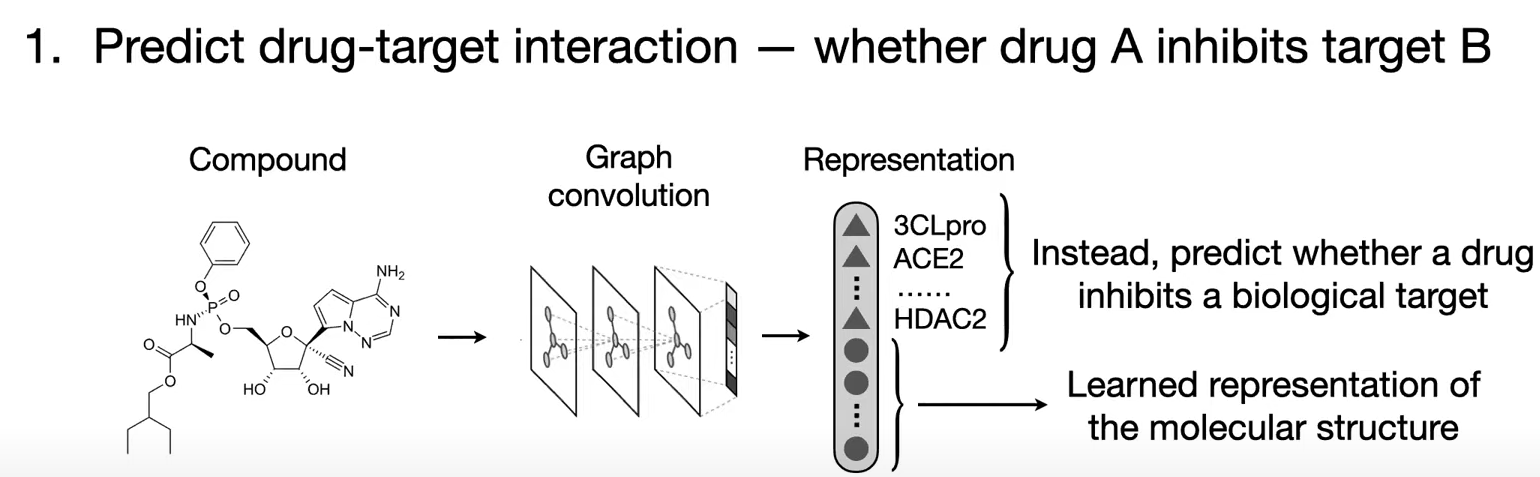 1. Predict drug-target interaction — whether drug A inhibits target B
Compound
Graph
convolution
Representation
3CLpro
ACE2
......
HDAC2
Instead, predict whether a drug
inhibits a biological target
Learned representation of
the molecular structure
NH₂
N
N
N
O
O
P
HN
O
O
O
O
N
HO
OH